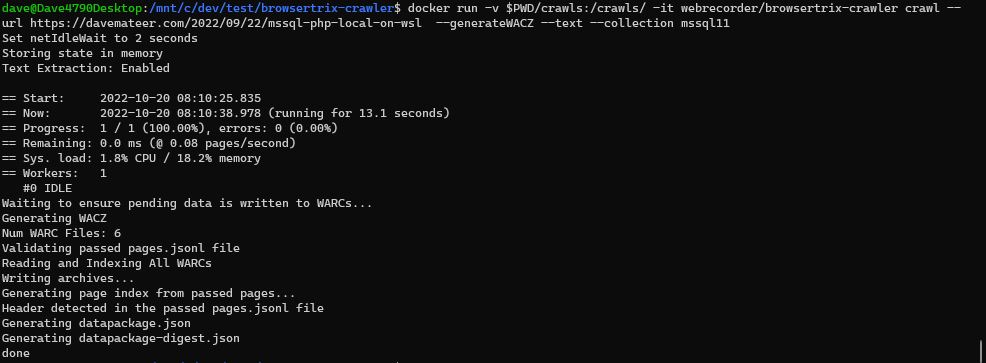 dave@Dave4790Desktop:/mnt/c/dev/test/browsertrix-crawler$ docker run -v $PWD/crawls:/crawls/ -it webrecorder/browsertrix-crawler crawl --
url https://davemateer.com/2022/09/22/mssql-php-local-on-wsl  --generateWACZ --text --collection mssql11
Set netIdleWait to 2 seconds
Storing state in memory
Text Extraction: Enabled

== Start:     2022-10-20 08:10:25.835
== Now:       2022-10-20 08:10:38.978 (running for 13.1 seconds)
== Progress:  1 / 1 (100.00%), errors: 0 (0.00%)
== Remaining: 0.0 ms (@ 0.08 pages/second)
== Sys. load: 1.8% CPU / 18.2% memory
== Workers:   1
   #0 IDLE
Waiting to ensure pending data is written to WARCs...
Generating WACZ
Num WARC Files: 6
Validating passed pages.jsonl file
Reading and Indexing All WARCs
Writing archives...
Generating page index from passed pages...
Header detected in the passed pages.jsonl file
Generating datapackage.json
Generating datapackage-digest.json
done